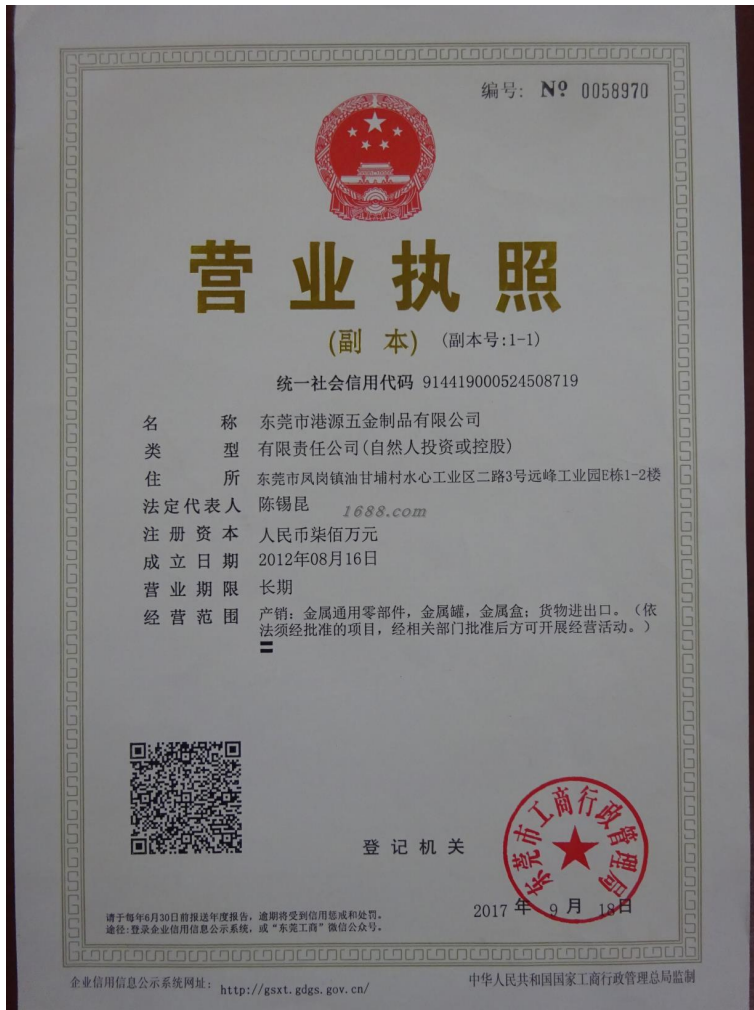 编号: Nº 0058970
营业执照
(副 本) (副本号:1-1)
统一社会信用代码 914419000524508719
名 称 东莞市港源五金制品有限公司
类 型 有限责任公司(自然人投资或控股)
住 所 东莞市凤岗镇油甘埔村水心工业区二路3号远峰工业园E栋1-2楼
法定代表人 陈锡昆
1688.com
注册资本 人民币柒佰万元
成立日期 2012年08月16日
营业期限 长期
经营范围 产销：金属通用零部件，金属罐，金属盒；货物进出口。（依
法须经批准的项目，经相关部门批准后方可开展经营活动。）
登记机关
东莞市工商行政管理局
2017 年 9 月 18日
请于每年6月30日前报送年度报告，逾期将受到信用惩戒和处罚。
途径:登录企业信用信息公示系统，或“东莞工商”微信公众号。
企业信用信息公示系统网址: http://gsxt.gdgs.gov.cn/
中华人民共和国国家工商行政管理总局监制